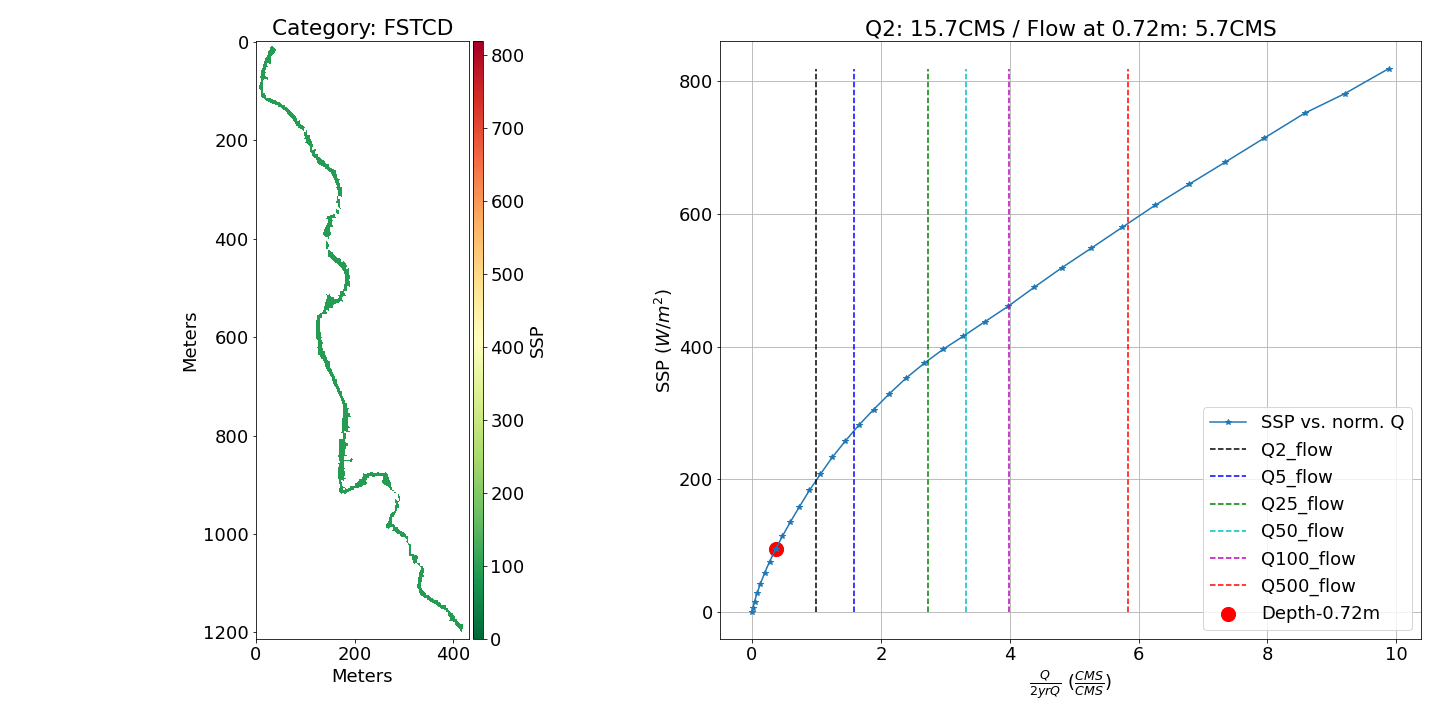 Category: FSTCD
0
200
400
600
800
1000
1200
Meters
0
200
400
Meters
800
700
600
500
400
300
200
100
0
SSP
Q2: 15.7CMS / Flow at 0.72m: 5.7CMS
800
600
400
200
0
SSP (W/m²)
0
2
4
6
8
10
Q/2yrQ (CMS/CMS)
SSP vs. norm. Q
Q2_flow
Q5_flow
Q25_flow
Q50_flow
Q100_flow
Q500_flow
Depth-0.72m